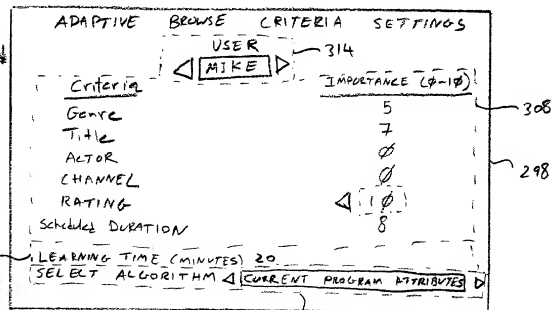 ADAPTIVE BROWSE CRITERIA SETTINGS
USER
314
MIKE
Criteria IMPORTANCE (0-10)
308
Genre 5
Title 7
ACTOR 0
CHANNEL 0
298
RATING 10
Scheduled DURATION 8
LEARNING TIME (MINUTES) 20
SELECT ALGORITHM CURRENT PROGRAM ATTRIBUTES